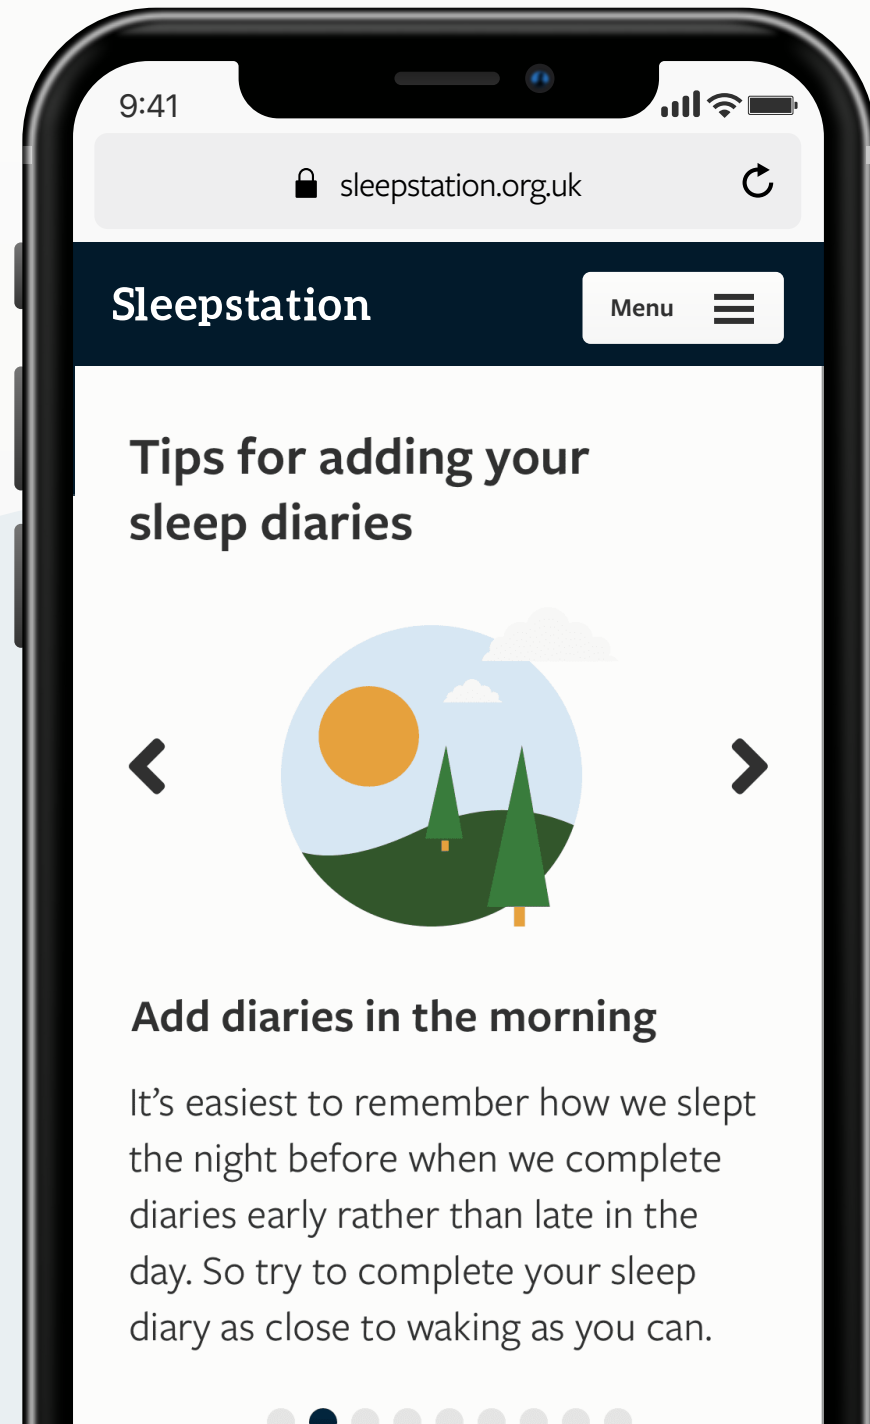 9:41
sleepstation.org.uk
Sleepstation
Menu
Tips for adding your
sleep diaries
Add diaries in the morning
It’s easiest to remember how we slept
the night before when we complete
diaries early rather than late in the
day. So try to complete your sleep
diary as close to waking as you can.